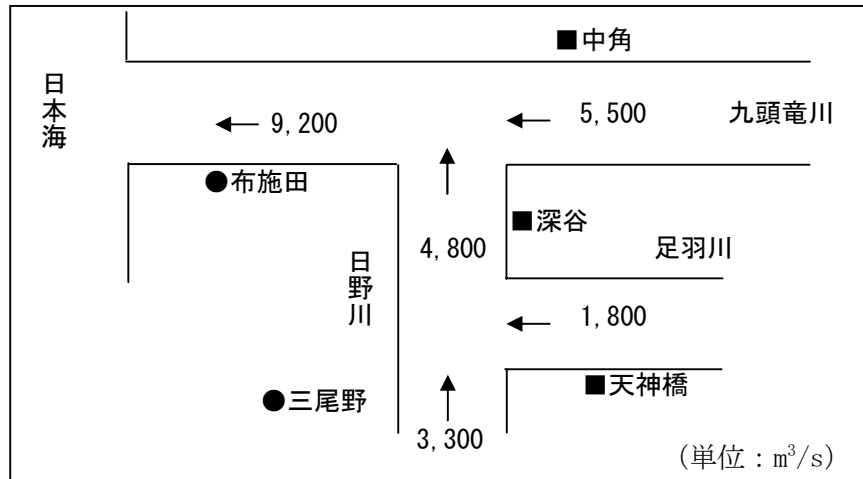 ■中角
日本海
← 9,200
← 5,500
九頭竜川
●布施田
■深谷
4,800
足羽川
日野川
← 1,800
●三尾野
■天神橋
3,300
(単位：m³/s)